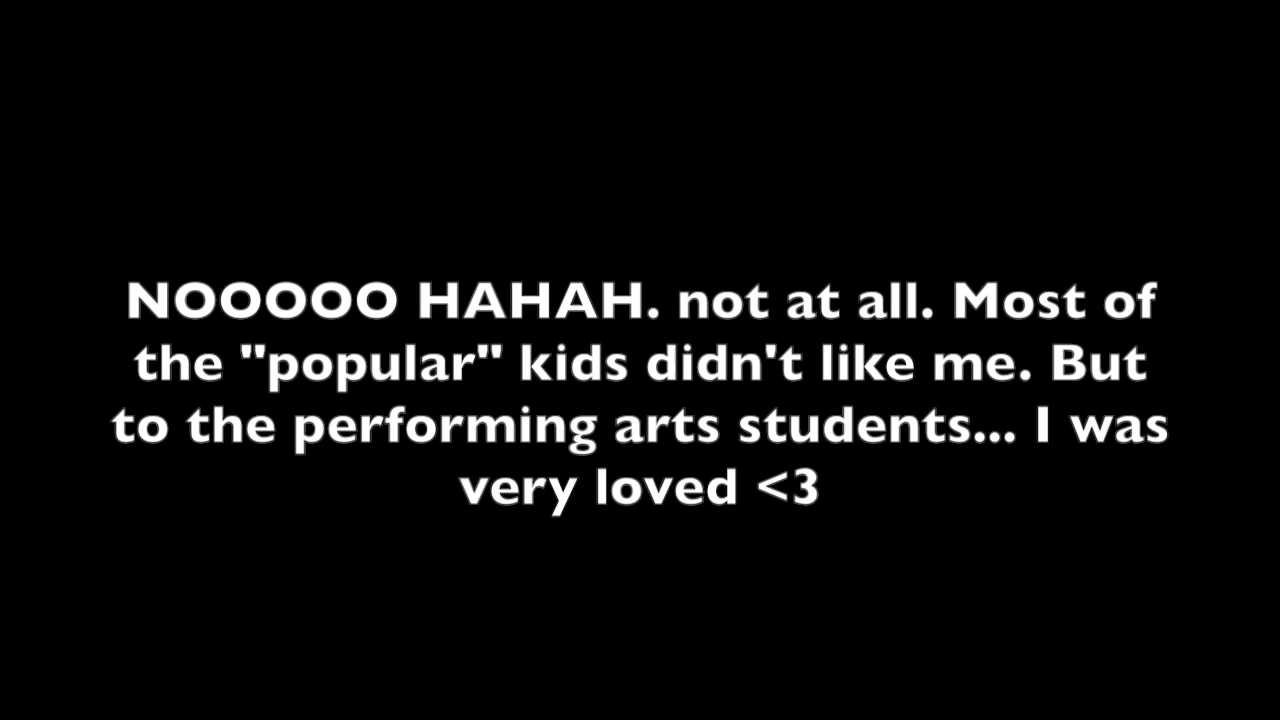 NOOOOO HAHAH. not at all. Most of
the "popular" kids didn't like me. But
to the performing arts students... I was
very loved <3